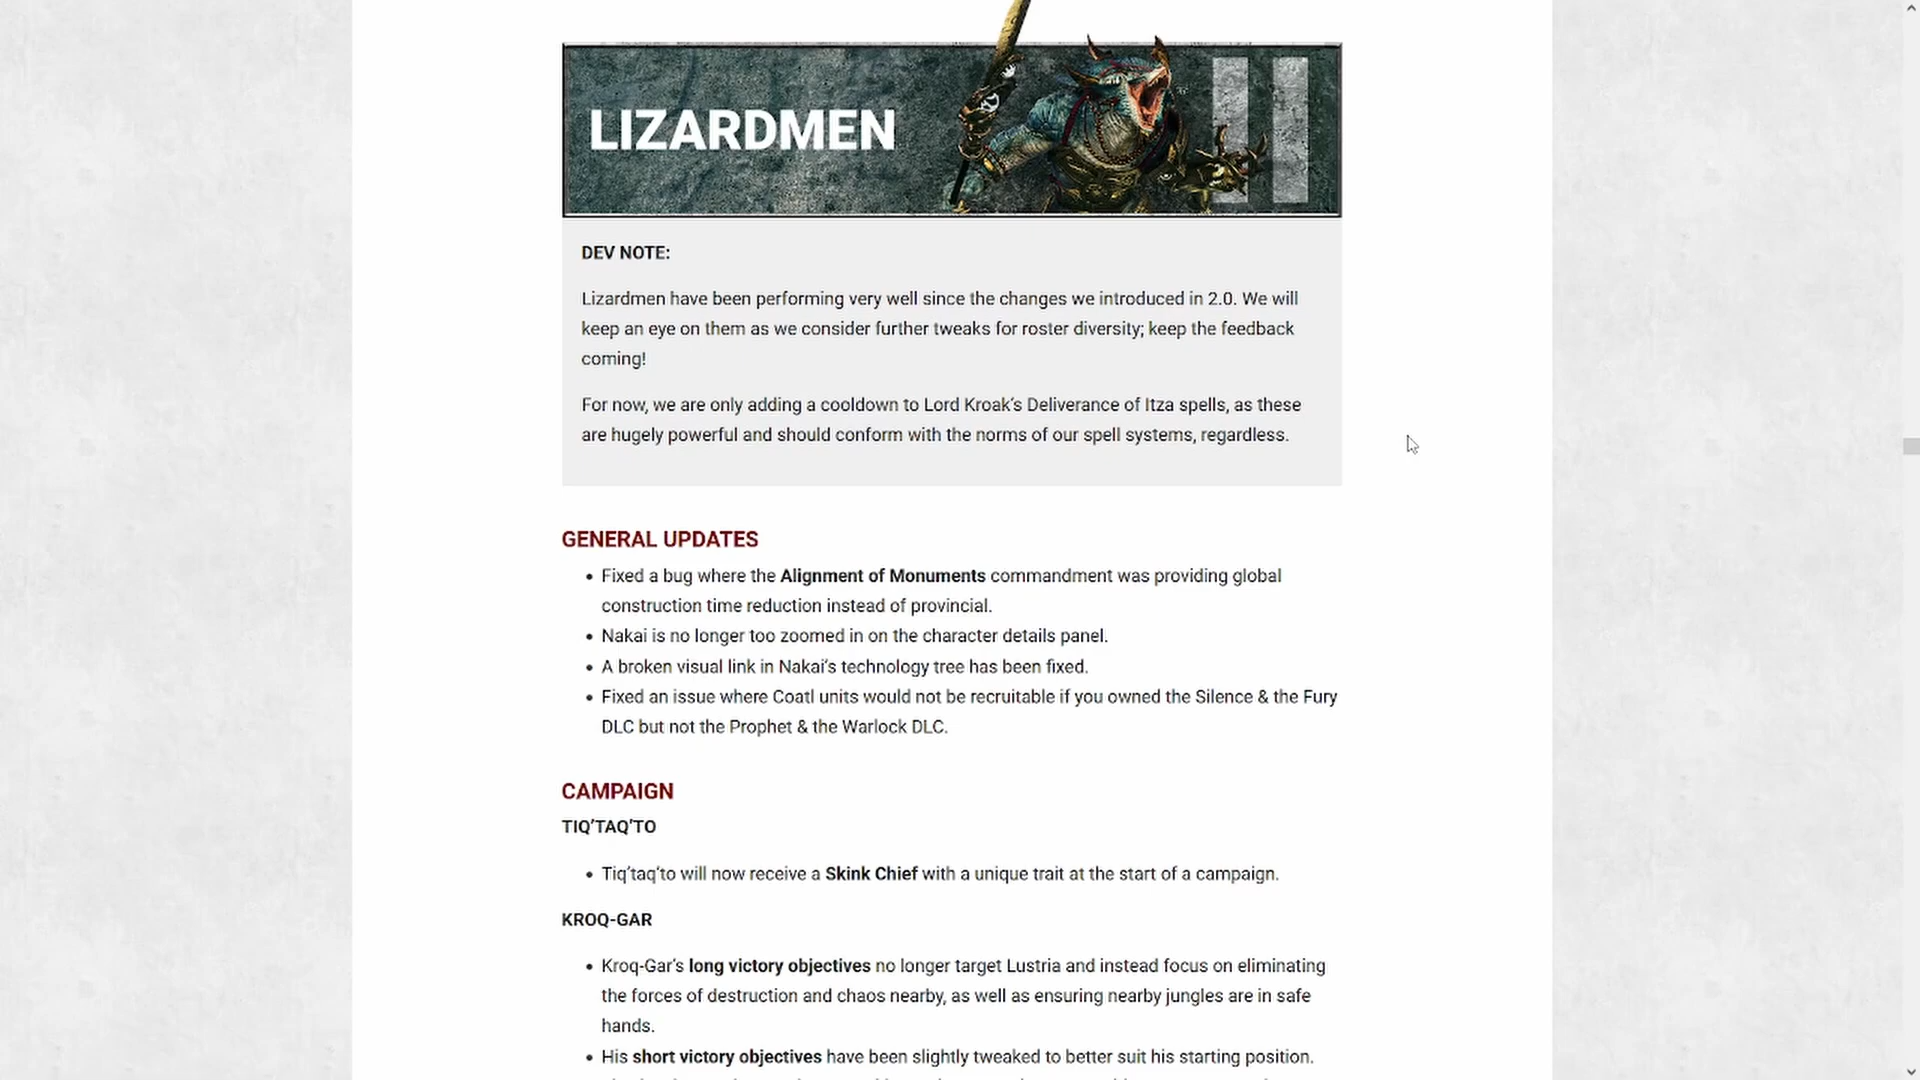 LIZARDMEN
DEV NOTE:
Lizardmen have been performing very well since the changes we introduced in 2.0. We will
keep an eye on them as we consider further tweaks for roster diversity; keep the feedback
coming!
For now, we are only adding a cooldown to Lord Kroak's Deliverance of Itza spells, as these
are hugely powerful and should conform with the norms of our spell systems, regardless.
GENERAL UPDATES
• Fixed a bug where the Alignment of Monuments commandment was providing global
construction time reduction instead of provincial.
• Nakai is no longer too zoomed in on the character details panel.
• A broken visual link in Nakai's technology tree has been fixed.
• Fixed an issue where Coatl units would not be recruitable if you owned the Silence & the Fury
DLC but not the Prophet & the Warlock DLC.
CAMPAIGN
TIQ'TAQ'TO
• Tiq'taq'to will now receive a Skink Chief with a unique trait at the start of a campaign.
KROQ-GAR
• Kroq-Gar's long victory objectives no longer target Lustria and instead focus on eliminating
the forces of destruction and chaos nearby, as well as ensuring nearby jungles are in safe
hands.
• His short victory objectives have been slightly tweaked to better suit his starting position.